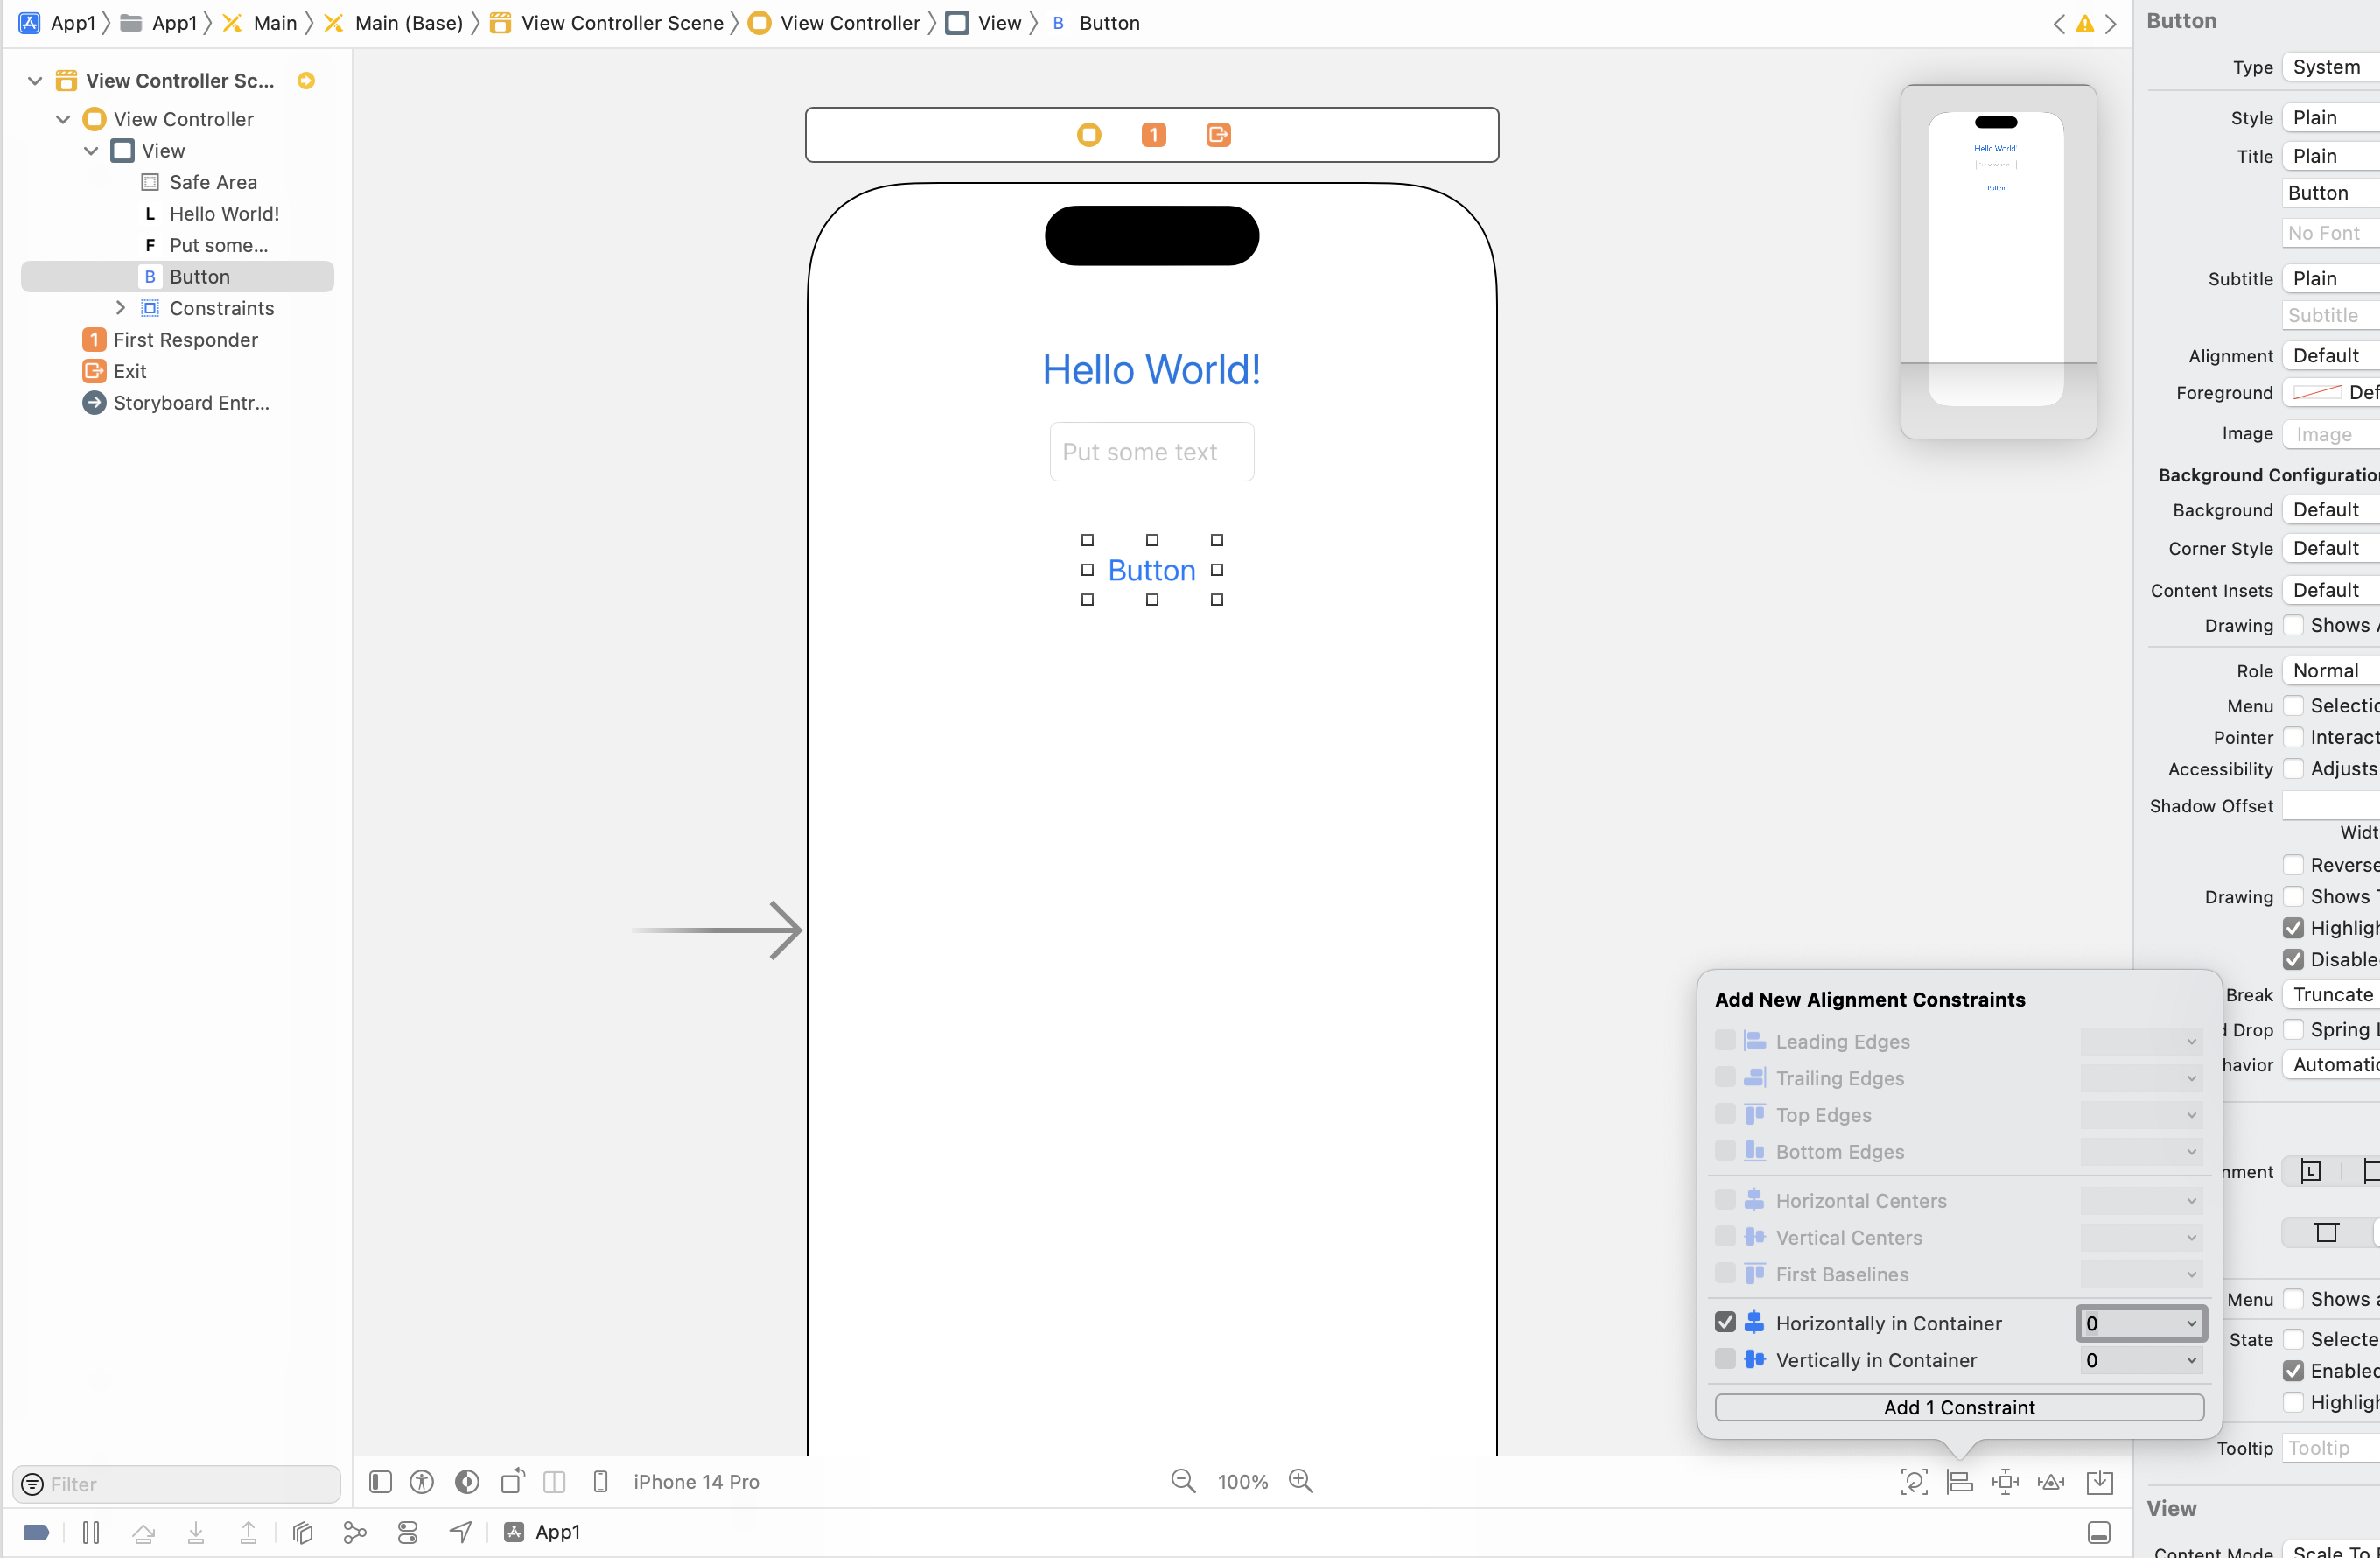 App1 App1 Main Main (Base) View Controller Scene View Controller View B Button
View Controller Sc...
View Controller
View
Safe Area
L Hello World!
F Put some...
B Button
Constraints
1 First Responder
Exit
Storyboard Entr...
Filter
1
Hello World!
Put some text
Button
Hello World!
iPhone 14 Pro
100%
App1
Add New Alignment Constraints
Leading Edges
Trailing Edges
Top Edges
Bottom Edges
Horizontal Centers
Vertical Centers
First Baselines
Horizontally in Container 0
Vertically in Container 0
Add 1 Constraint
Button
Type System
Style Plain
Title Plain
Button
No Font
Subtitle Plain
Subtitle
Alignment Default
Foreground Def
Image Image
Background Configuratio
Background Default
Corner Style Default
Content Insets Default
Drawing Shows A
Role Normal
Menu Selectio
Pointer Interact
Accessibility Adjusts
Shadow Offset
Widt
Reverse
Drawing Shows T
Highligh
Disable
Break Truncate
d Drop Spring L
havior Automatic
nment L
Menu Shows a
State Selecte
Enabled
Highligh
Tooltip Tooltip
View
Content Mode Scale To